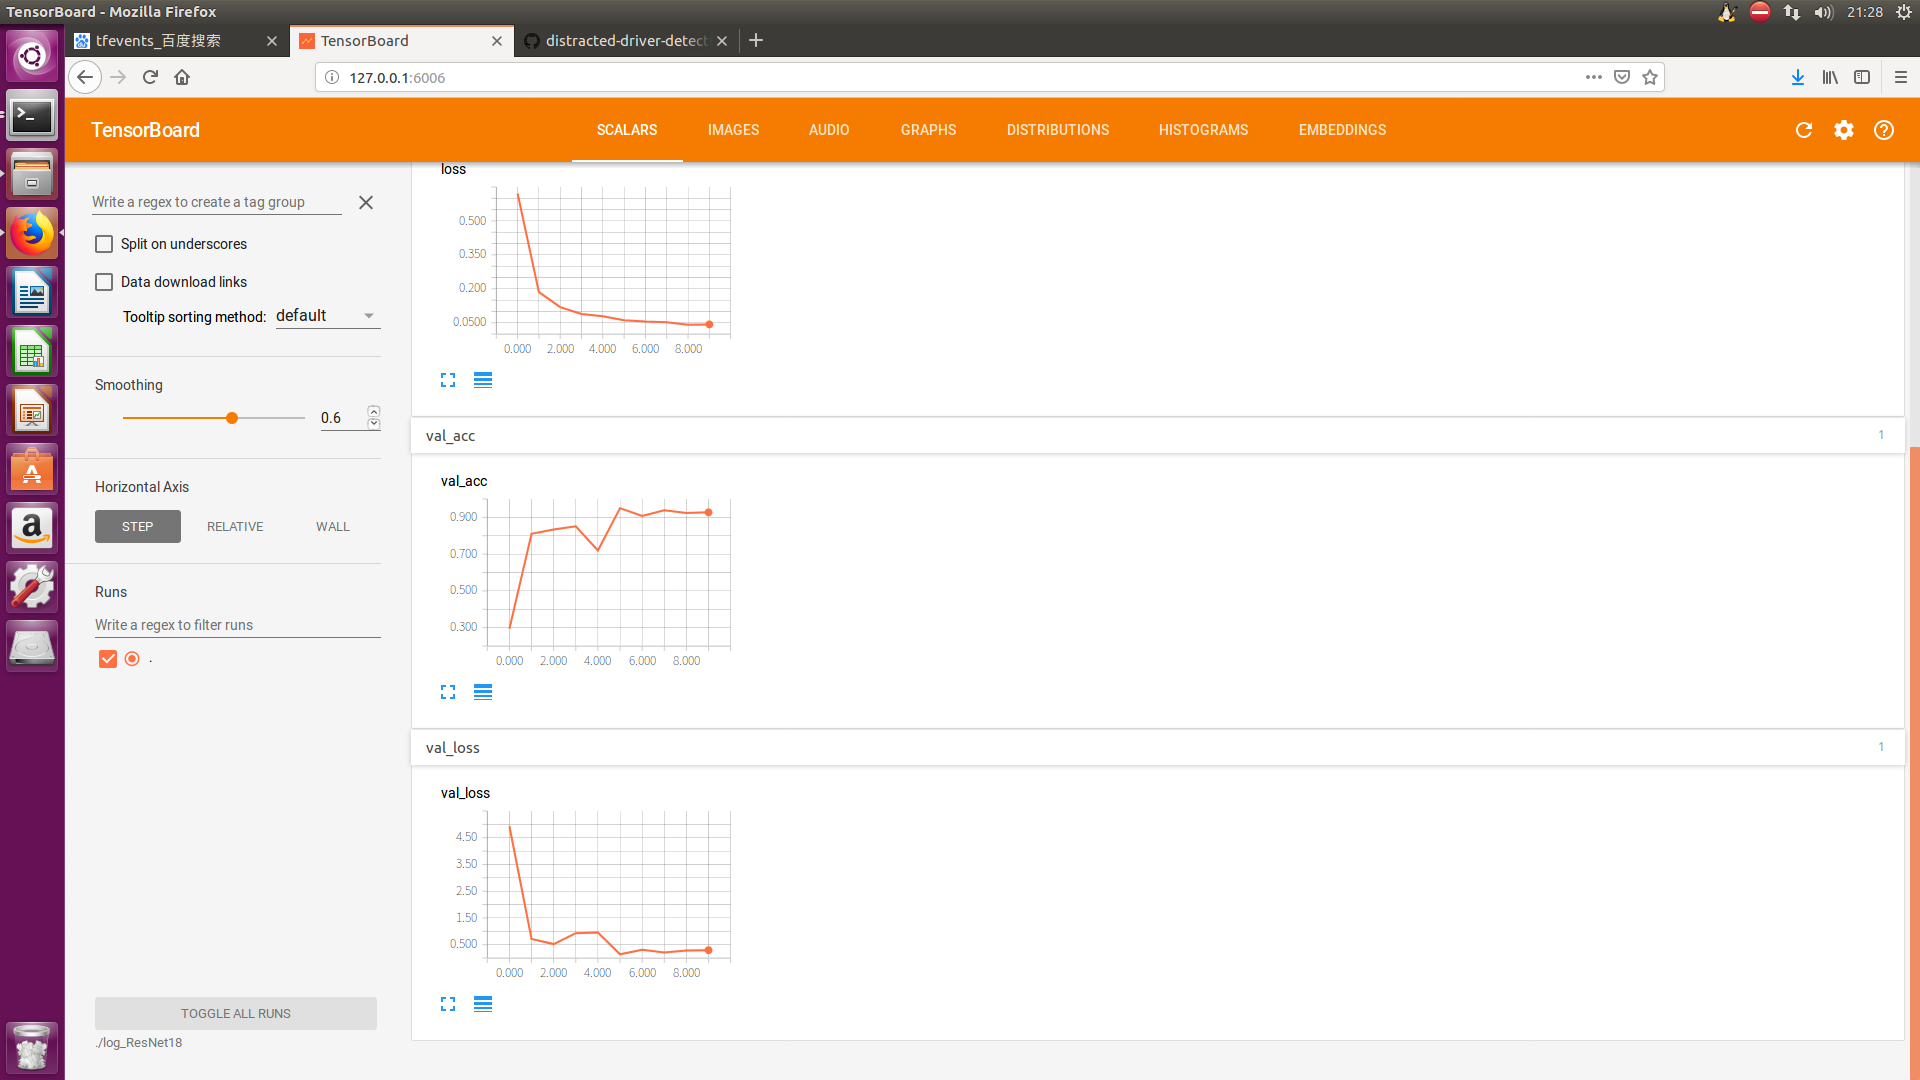 TensorBoard - Mozilla Firefox
21:28
tfevents_百度搜索
TensorBoard
distracted-driver-detect
127.0.0.1:6006
TensorBoard
SCALARS
IMAGES
AUDIO
GRAPHS
DISTRIBUTIONS
HISTOGRAMS
EMBEDDINGS
Write a regex to create a tag group
Split on underscores
Data download links
Tooltip sorting method: default
Smoothing
0.6
Horizontal Axis
STEP
RELATIVE
WALL
Runs
Write a regex to filter runs
.
TOGGLE ALL RUNS
./log_ResNet18
loss
0.500
0.350
0.200
0.0500
0.000 2.000 4.000 6.000 8.000
val_acc
1
val_acc
0.900
0.700
0.500
0.300
0.000 2.000 4.000 6.000 8.000
val_loss
1
val_loss
4.50
3.50
2.50
1.50
0.500
0.000 2.000 4.000 6.000 8.000